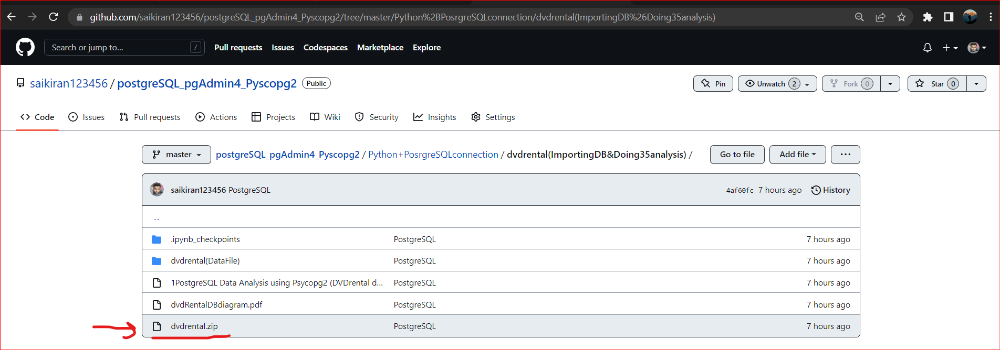 github.com/saikiran123456/postgreSQL_pgAdmin4_Pyscopg2/tree/master/Python%2BPosrgreSQLconnection/dvdrental(ImportingDB%26Doing35analysis)
Search or jump to... / Pull requests Issues Codespaces Marketplace Explore
saikiran123456 / postgreSQL_pgAdmin4_Pyscopg2 Public Pin Unwatch 2 Fork 0 Star 0
Code Issues Pull requests Actions Projects Wiki Security Insights Settings
master postgreSQL_pgAdmin4_Pyscopg2 / Python+PosrgreSQLconnection / dvdrental(ImportingDB&Doing35analysis) / Go to file Add file ...
saikiran123456 PostgreSQL 4af60fc 7 hours ago History
..
.ipynb_checkpoints PostgreSQL 7 hours ago
dvdrental(DataFile) PostgreSQL 7 hours ago
1PostgreSQL Data Analysis using Psycopg2 (DVDrental d... PostgreSQL 7 hours ago
dvdRentalDBdiagram.pdf PostgreSQL 7 hours ago
dvdrental.zip PostgreSQL 7 hours ago